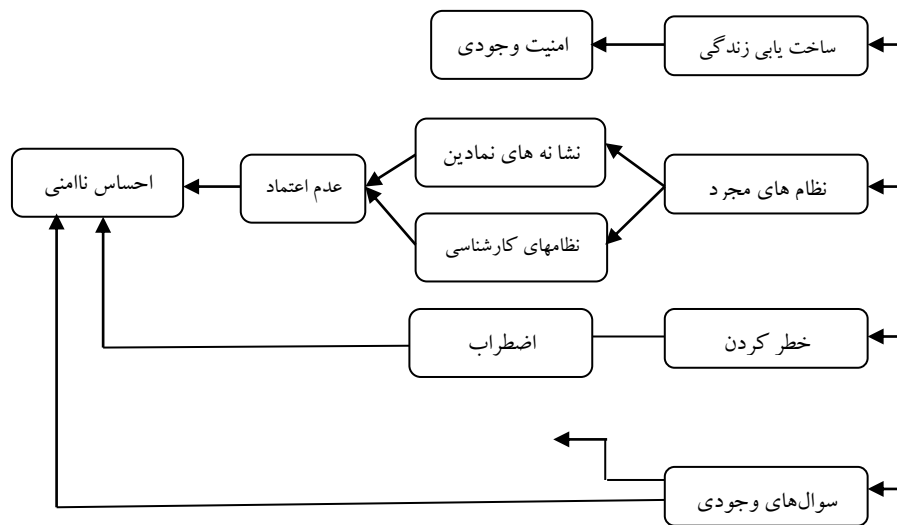 ساخت یابی زندگی
امنیت وجودی
نظام های مجرد
نشا نه های نمادین
نظامهای کارشناسی
عدم اعتماد
احساس ناامنی
خطر کردن
اضطراب
سوال‌های وجودی